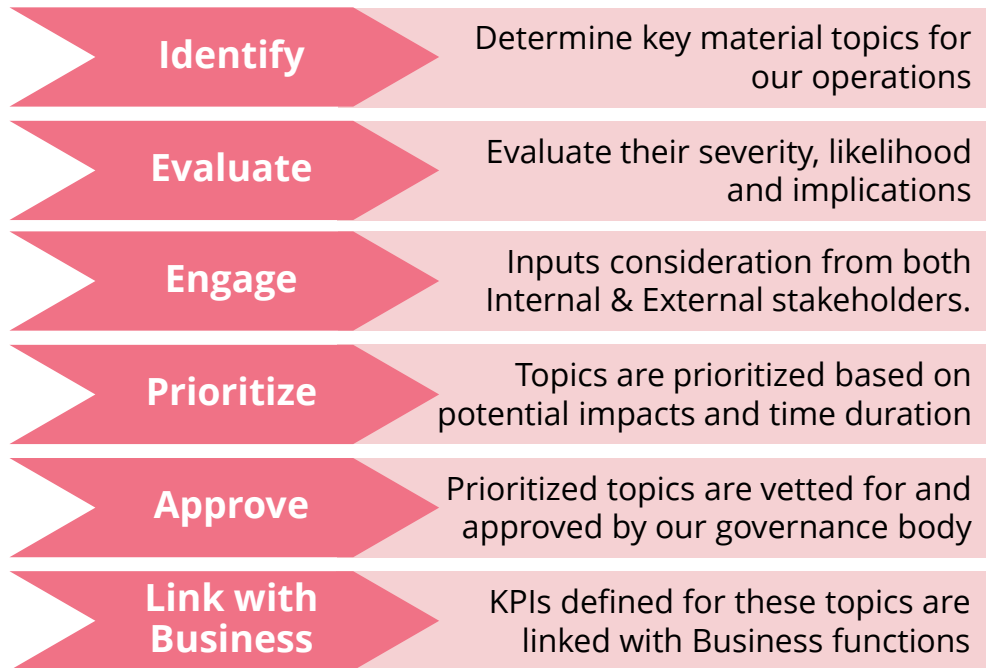 Identify
Determine key material topics for
our operations
Evaluate
Evaluate their severity, likelihood
and implications
Engage
Inputs consideration from both
Internal & External stakeholders.
Prioritize
Topics are prioritized based on
potential impacts and time duration
Approve
Prioritized topics are vetted for and
approved by our governance body
Link with
Business
KPIs defined for these topics are
linked with Business functions